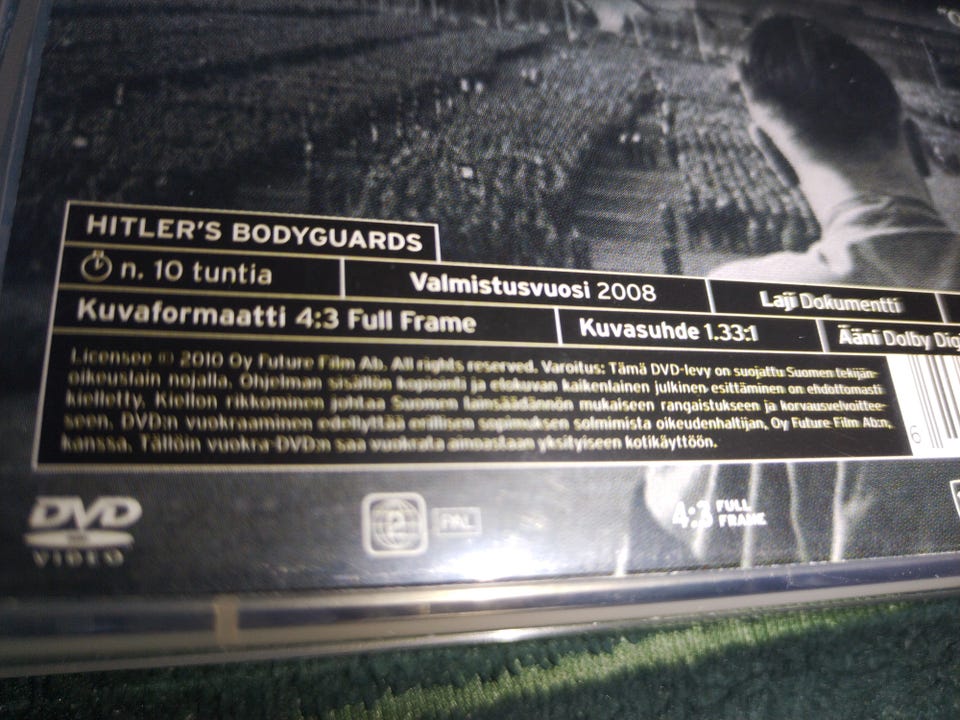 HITLER'S BODYGUARDS
n. 10 tuntia
Valmistusvuosi 2008
Laji Dokumentti
Kuvaformaatti 4:3 Full Frame
Kuvasuhde 1.33:1
Ääni Dolby Dig
Licensee © 2010 Oy Future Film Ab. All rights reserved. Varoitus: Tämä DVD-levy on suojattu Suomen tekijän-
oikeuslain nojalla. Ohjelman sisällön kopiointi ja elokuvan kaikenlainen julkinen esittäminen on ehdottomasti
kielletty. Kiellon rikkominen johtaa Suomen lainsäädännön mukaiseen rangaistukseen ja korvausvelvoittee-
seen. DVD:n vuokraaminen edellyttää erillisen sopimuksen solmimista oikeudenhaltijan, Oy Future Film Ab:n,
kanssa. Tällöin vuokra-DVD:n saa vuokrata ainoastaan yksityiseen kotikäyttöön.
6
DVD
VIDEO
2
PAL
4:3 FULL
FRAME